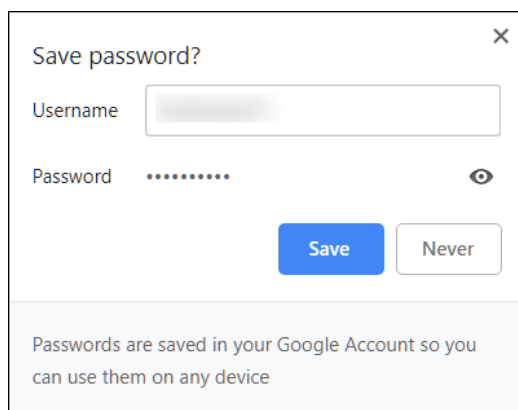 Save password?
Username
Password ••••••••••
Save Never
Passwords are saved in your Google Account so you
can use them on any device